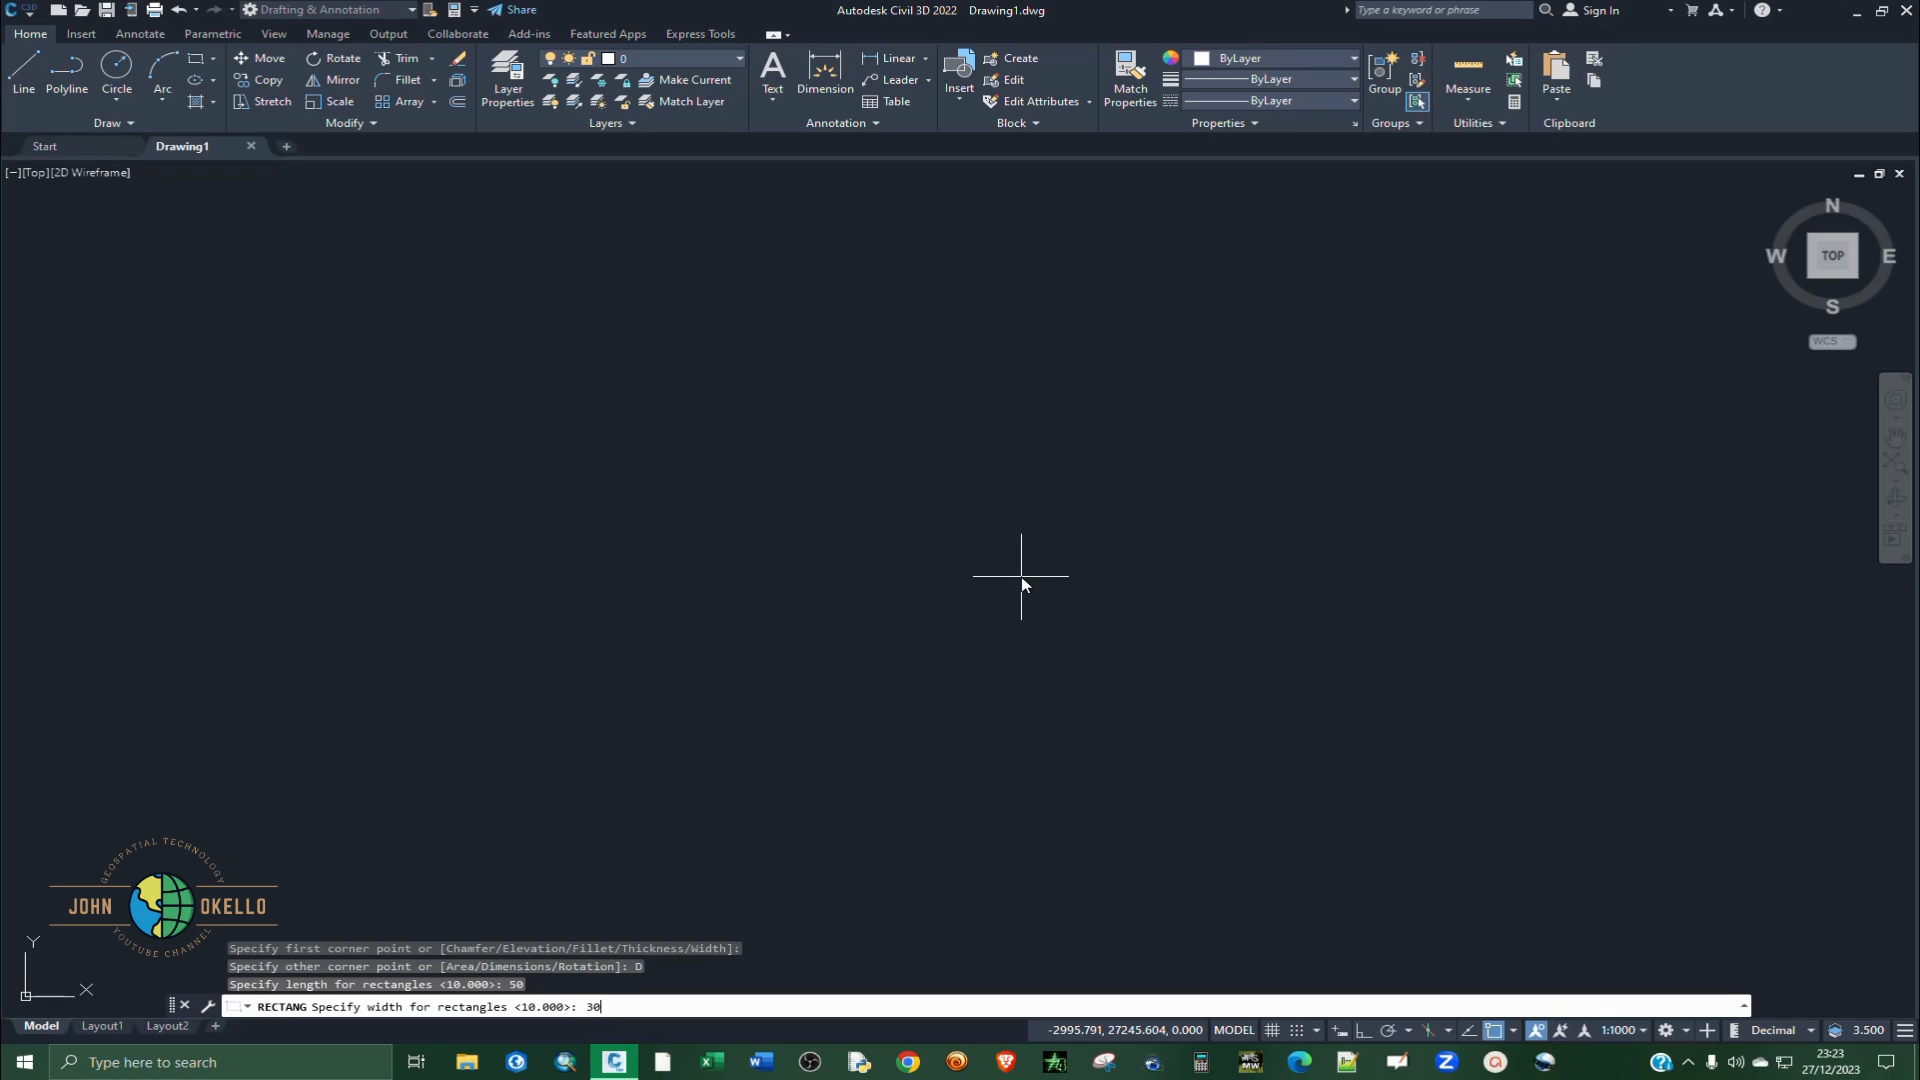 C3D Drafting & Annotation Share Autodesk Civil 3D 2022 Drawing1.dwg Type a keyword or phrase Sign In
Home Insert Annotate Parametric View Manage Output Collaborate Add-ins Featured Apps Express Tools
Line Polyline Circle Arc
Move Rotate Trim
Copy Mirror Fillet
Stretch Scale Array
Layer Properties
0
Make Current
Match Layer
Text Dimension
Linear
Leader
Table
Insert
Create
Edit
Edit Attributes
Match Properties
ByLayer
ByLayer
ByLayer
Group
Measure
Paste
Draw Modify Layers Annotation Block Properties Groups Utilities Clipboard
Start Drawing1
[−][Top][2D Wireframe]
N
W TOP E
S
WCS
GEOSPATIAL TECHNOLOGY
JOHN OKELLO
YOUTUBE CHANNEL
Y
X
Specify first corner point or [Chamfer/Elevation/Fillet/Thickness/Width]:
Specify other corner point or [Area/Dimensions/Rotation]: D
Specify length for rectangles <10.000>: 50
RECTANG Specify width for rectangles <10.000>: 30
Model Layout1 Layout2
-2995.791, 27245.604, 0.000 MODEL 1:1000 Decimal 3.500
Type here to search
23:23
27/12/2023